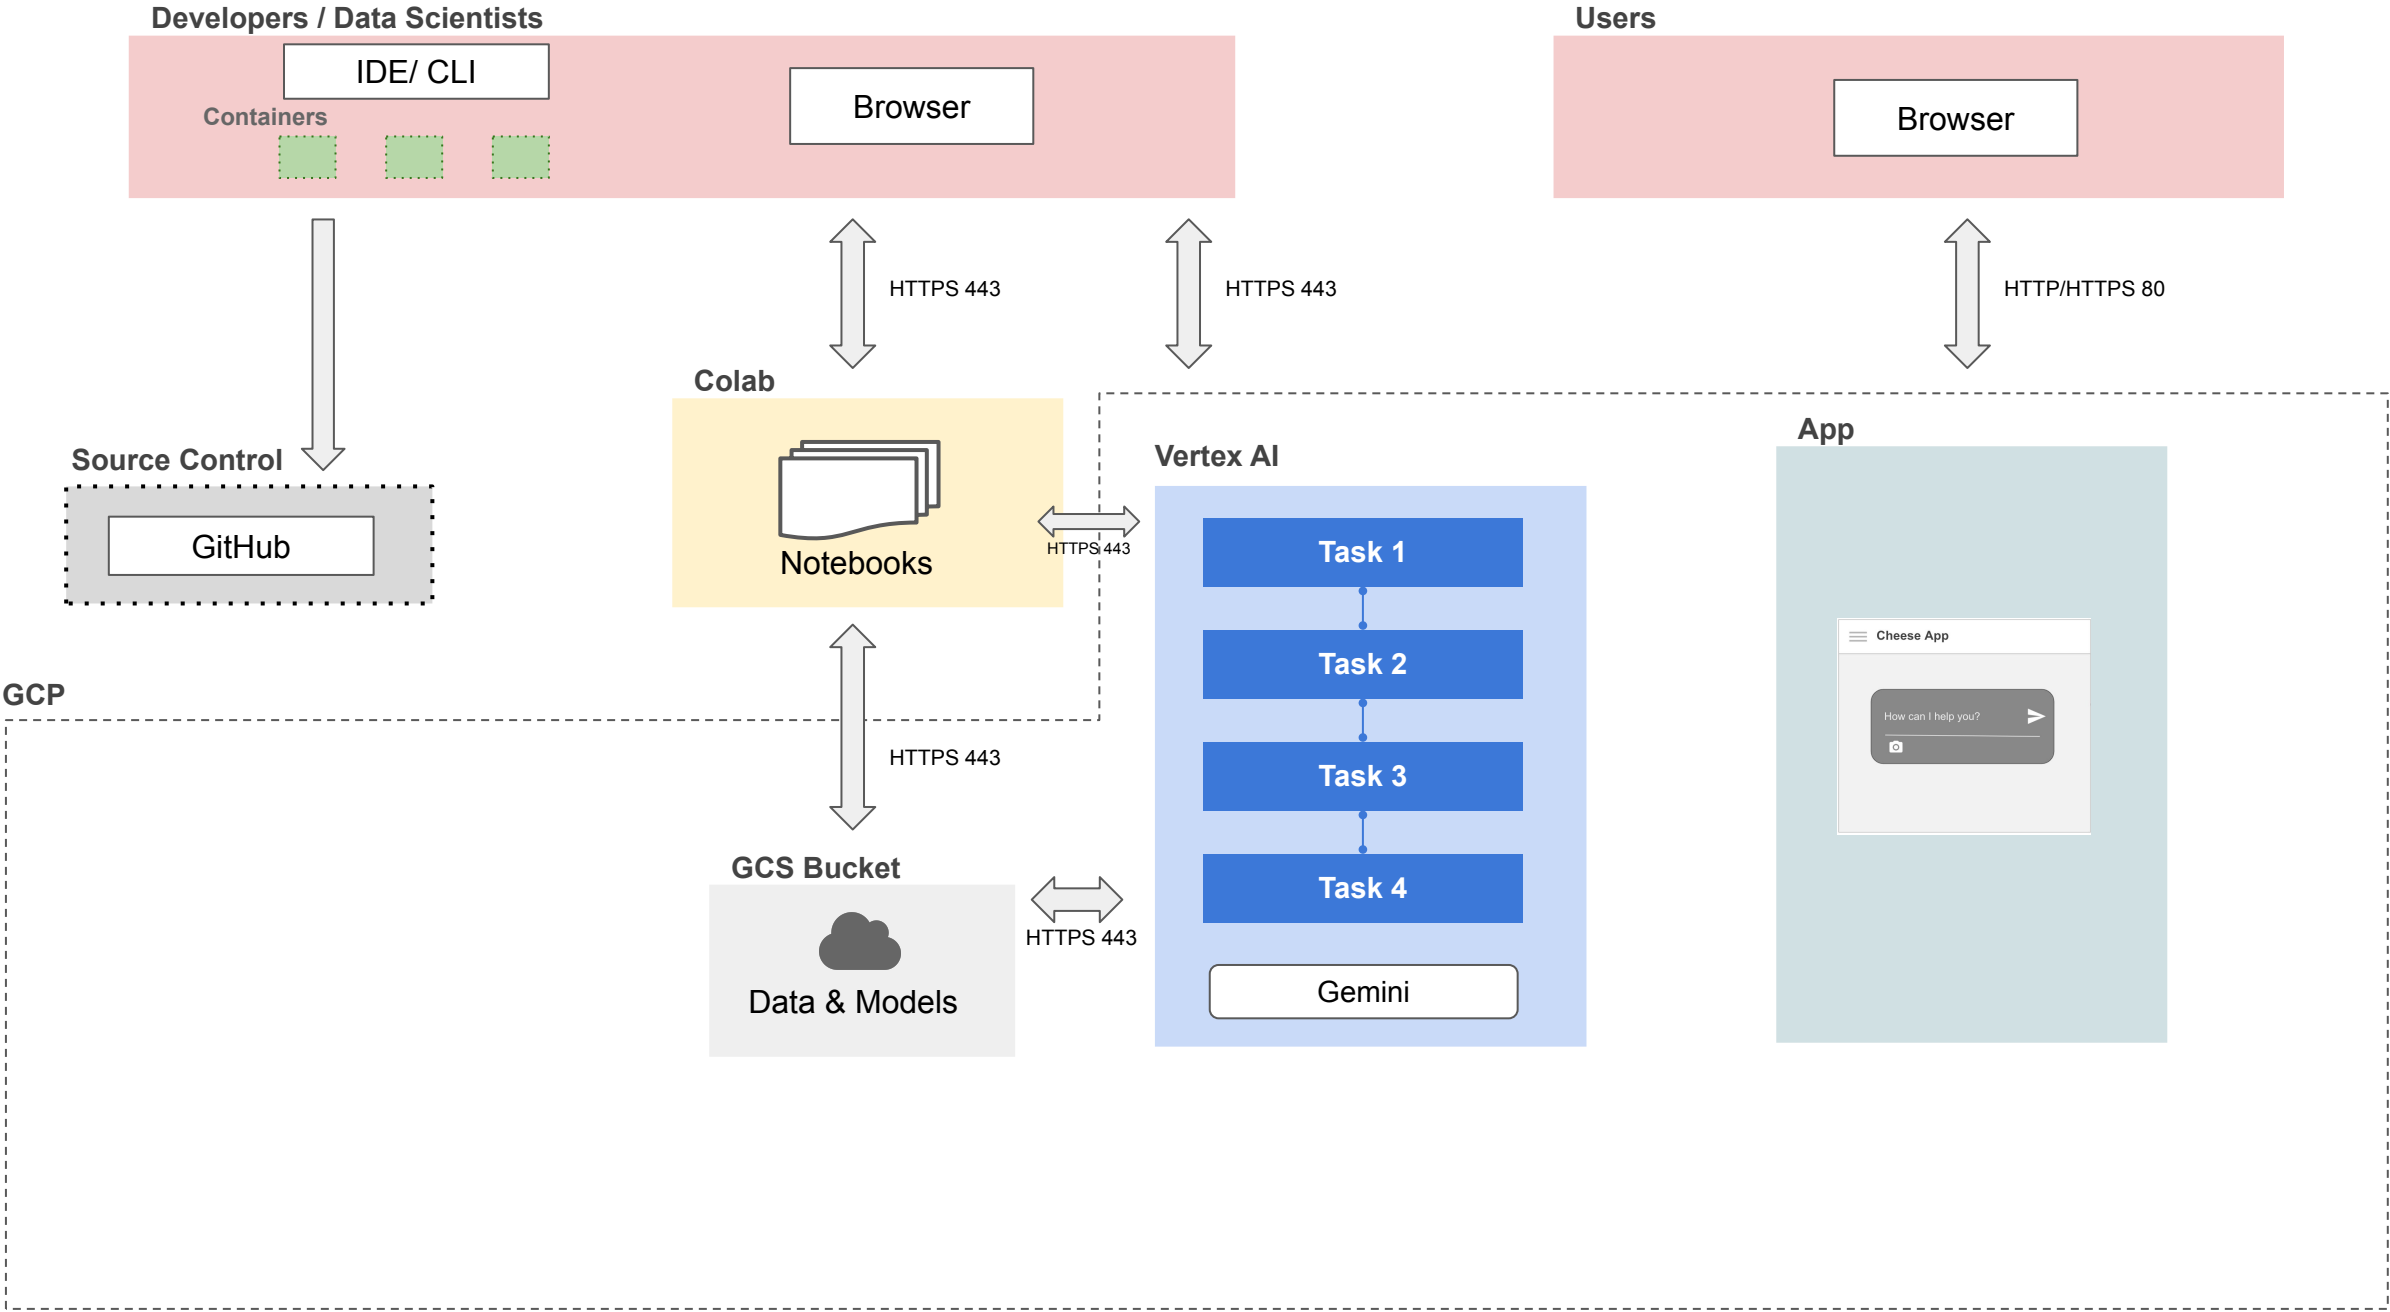 Developers / Data Scientists
Users
IDE/ CLI
Browser
Browser
Containers
HTTPS 443
HTTPS 443
HTTP/HTTPS 80
Colab
App
Source Control
Vertex AI
GitHub
Notebooks
HTTPS 443
Task 1
Task 2
Task 3
Task 4
Gemini
Cheese App
How can I help you?
GCP
HTTPS 443
GCS Bucket
HTTPS 443
Data & Models